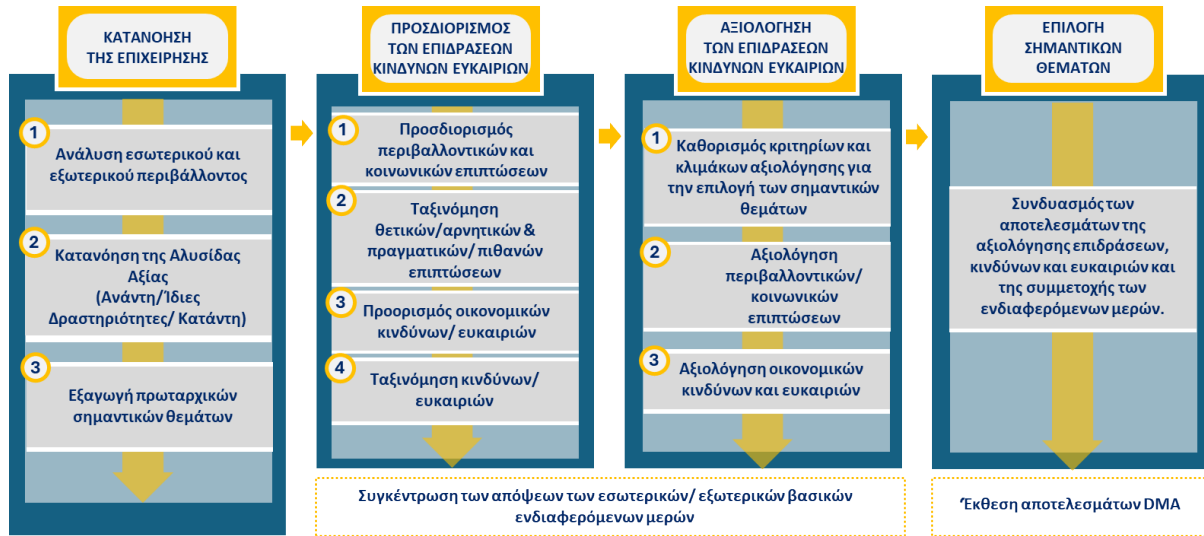 ΚΑΤΑΝΟΗΣΗ
ΤΗΣ ΕΠΙΧΕΙΡΗΣΗΣ
1
Ανάλυση εσωτερικού και
εξωτερικού περιβάλλοντος
2
Κατανόηση της Αλυσίδας
Αξίας
(Ανάντη/Ίδιες
Δραστηριότητες/ Κατάντη)
3
Εξαγωγή πρωταρχικών
σημαντικών θεμάτων
ΠΡΟΣΔΙΟΡΙΣΜΟΣ
ΤΩΝ ΕΠΙΔΡΑΣΕΩΝ
ΚΙΝΔΥΝΩΝ ΕΥΚΑΙΡΙΩΝ
1
Προσδιορισμός
περιβαλλοντικών και
κοινωνικών επιπτώσεων
2
Ταξινόμηση
θετικών/αρνητικών &
πραγματικών/ πιθανών
επιπτώσεων
3
Προορισμός οικονομικών
κινδύνων/ ευκαιριών
4
Ταξινόμηση κινδύνων/
ευκαιριών
ΑΞΙΟΛΟΓΗΣΗ
ΤΩΝ ΕΠΙΔΡΑΣΕΩΝ
ΚΙΝΔΥΝΩΝ ΕΥΚΑΙΡΙΩΝ
1
Καθορισμός κριτηρίων και
κλιμάκων αξιολόγησης για
την επιλογή των σημαντικών
θεμάτων
2
Αξιολόγηση
περιβαλλοντικών/
κοινωνικών
επιπτώσεων
3
Αξιολόγηση οικονομικών
κινδύνων και ευκαιριών
ΕΠΙΛΟΓΗ
ΣΗΜΑΝΤΙΚΩΝ
ΘΕΜΑΤΩΝ
Συνδυασμός των
αποτελεσμάτων της
αξιολόγησης επιδράσεων,
κινδύνων και ευκαιριών και
της συμμετοχής των
ενδιαφερόμενων μερών.
Συγκέντρωση των απόψεων των εσωτερικών/ εξωτερικών βασικών
ενδιαφερόμενων μερών
Έκθεση αποτελεσμάτων DMA